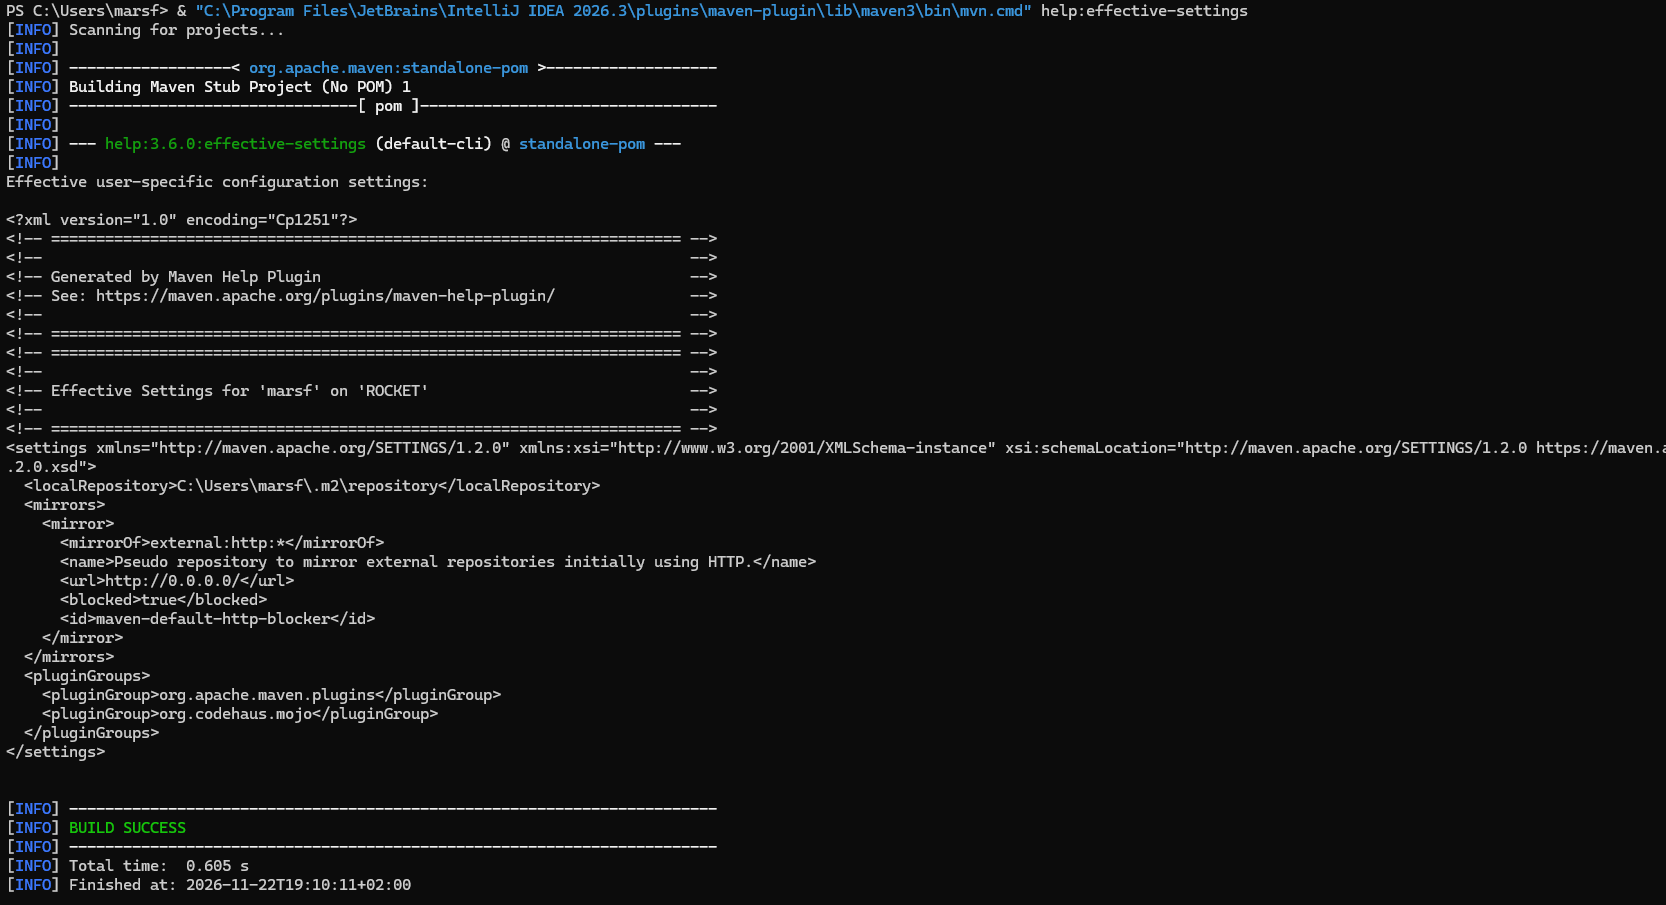 PS C:\Users\marsf> & "C:\Program Files\JetBrains\IntelliJ IDEA 2026.3\plugins\maven-plugin\lib\maven3\bin\mvn.cmd" help:effective-settings
[INFO] Scanning for projects...
[INFO]
[INFO] ------------------< org.apache.maven:standalone-pom >-------------------
[INFO] Building Maven Stub Project (No POM) 1
[INFO] --------------------------------[ pom ]---------------------------------
[INFO]
[INFO] --- help:3.6.0:effective-settings (default-cli) @ standalone-pom ---
[INFO]
Effective user-specific configuration settings:

<?xml version="1.0" encoding="Cp1251"?>
<!-- ====================================================================== -->
<!--                                                                        -->
<!-- Generated by Maven Help Plugin                                         -->
<!-- See: https://maven.apache.org/plugins/maven-help-plugin/               -->
<!--                                                                        -->
<!-- ====================================================================== -->
<!-- ====================================================================== -->
<!--                                                                        -->
<!-- Effective Settings for 'marsf' on 'ROCKET'                             -->
<!--                                                                        -->
<!-- ====================================================================== -->
<settings xmlns="http://maven.apache.org/SETTINGS/1.2.0" xmlns:xsi="http://www.w3.org/2001/XMLSchema-instance" xsi:schemaLocation="http://maven.apache.org/SETTINGS/1.2.0 https://maven.
.2.0.xsd">
  <localRepository>C:\Users\marsf\.m2\repository</localRepository>
  <mirrors>
    <mirror>
      <mirrorOf>external:http:*</mirrorOf>
      <name>Pseudo repository to mirror external repositories initially using HTTP.</name>
      <url>http://0.0.0.0/</url>
      <blocked>true</blocked>
      <id>maven-default-http-blocker</id>
    </mirror>
  </mirrors>
  <pluginGroups>
    <pluginGroup>org.apache.maven.plugins</pluginGroup>
    <pluginGroup>org.codehaus.mojo</pluginGroup>
  </pluginGroups>
</settings>

[INFO] ------------------------------------------------------------------------
[INFO] BUILD SUCCESS
[INFO] ------------------------------------------------------------------------
[INFO] Total time:  0.605 s
[INFO] Finished at: 2026-11-22T19:10:11+02:00